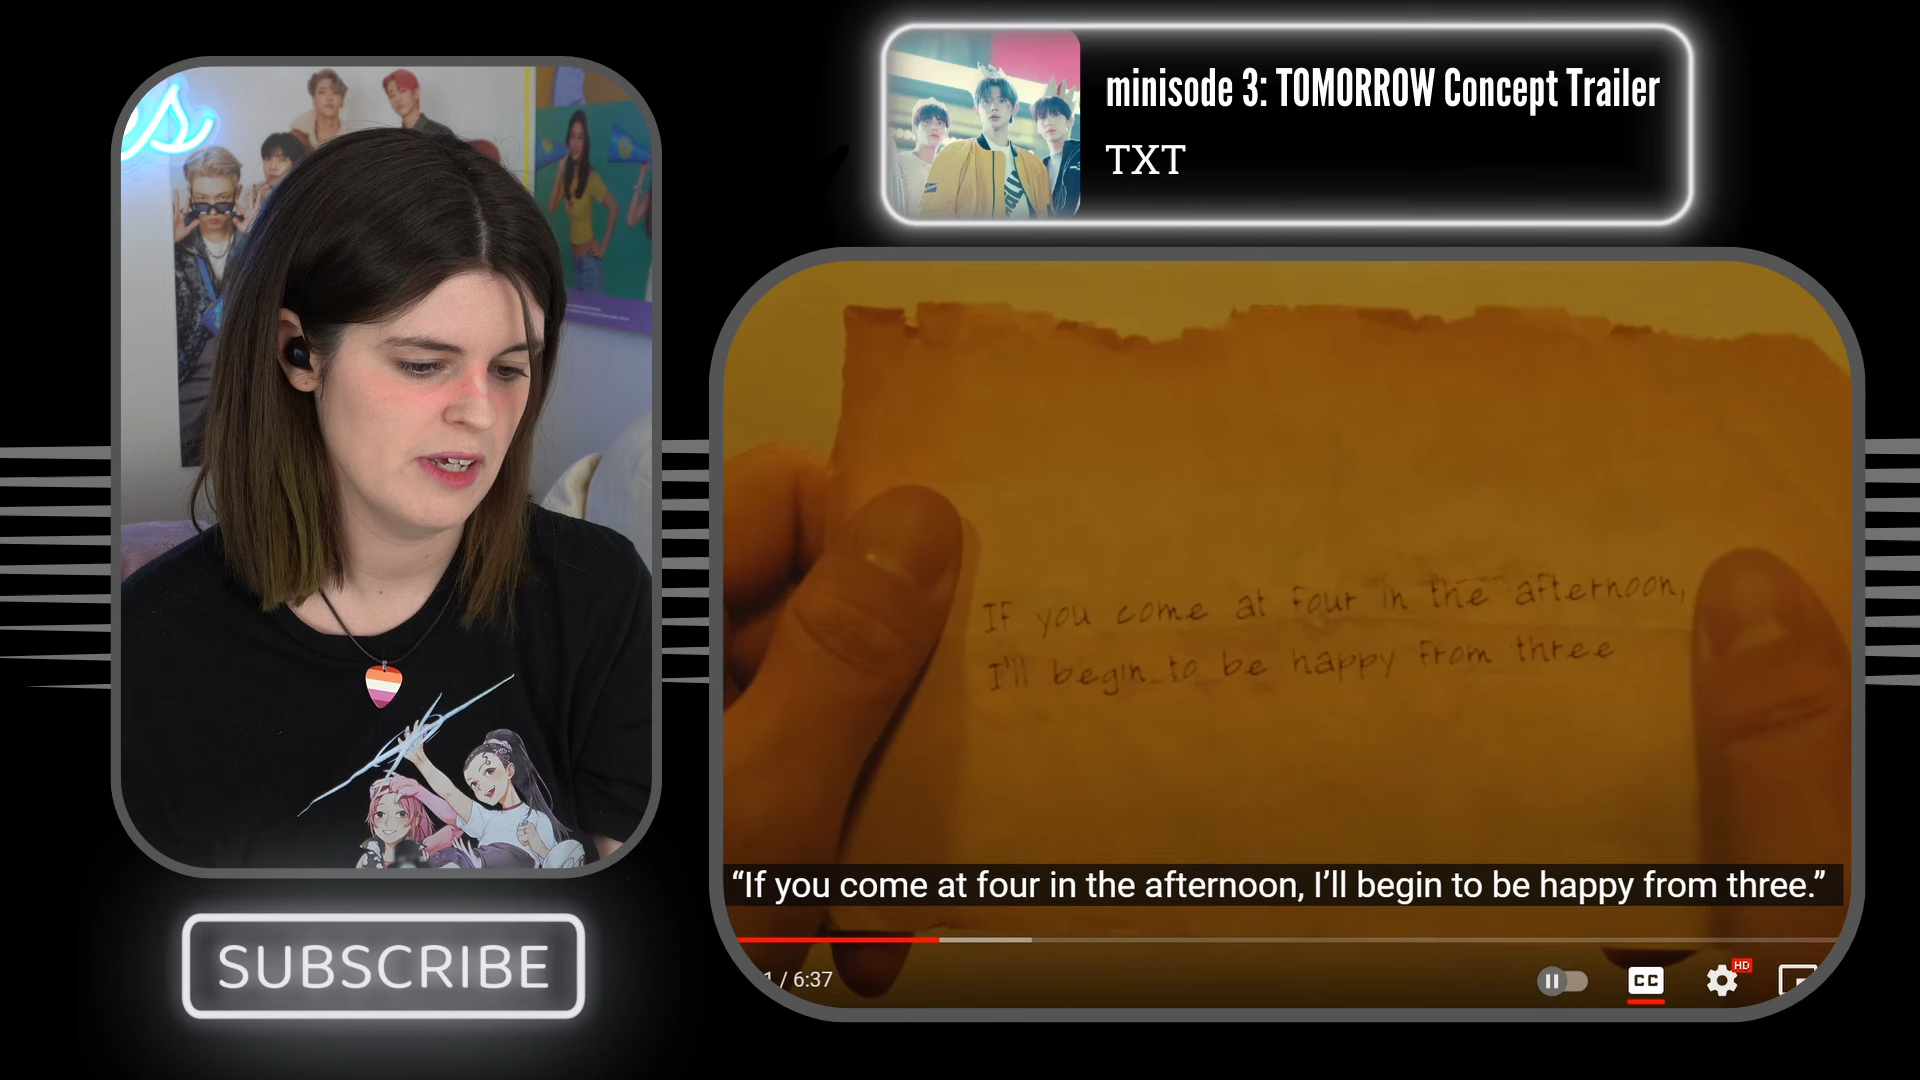 minisode 3: TOMORROW Concept Trailer
TXT
If you come at four in the afternoon,
I'll begin to be happy from three
“If you come at four in the afternoon, I’ll begin to be happy from three.”
/ 6:37
CC
HD
SUBSCRIBE